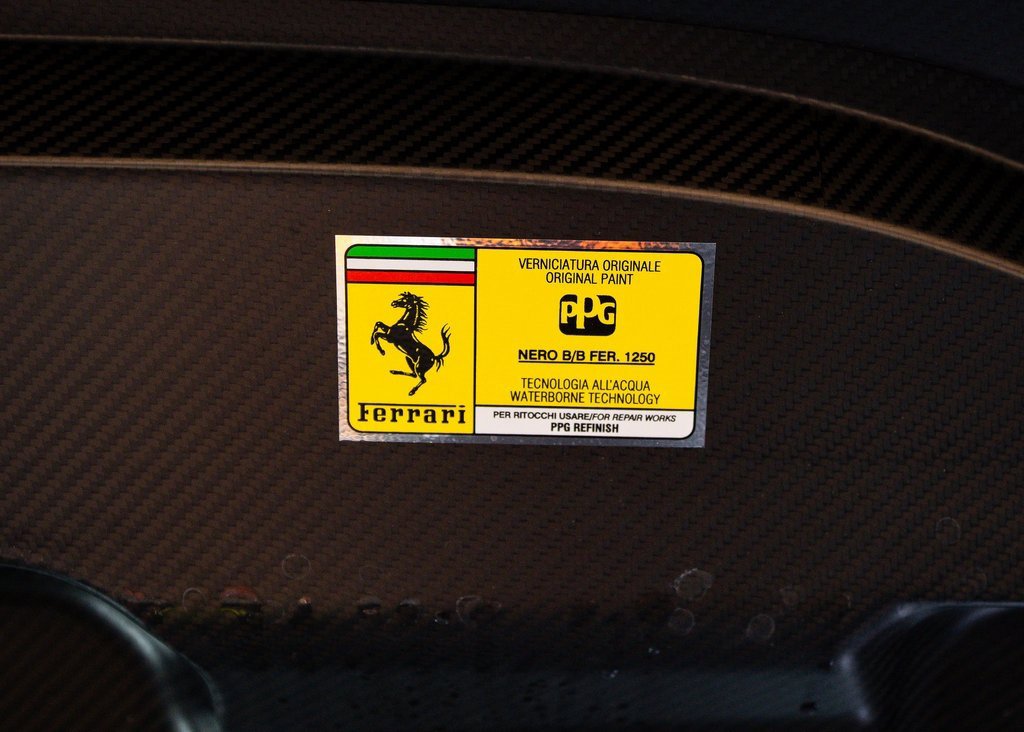 Ferrari
VERNICIATURA ORIGINALE
ORIGINAL PAINT
PPG
NERO B/B FER. 1250
TECNOLOGIA ALL'ACQUA
WATERBORNE TECHNOLOGY
PER RITOCCHI USARE/FOR REPAIR WORKS
PPG REFINISH